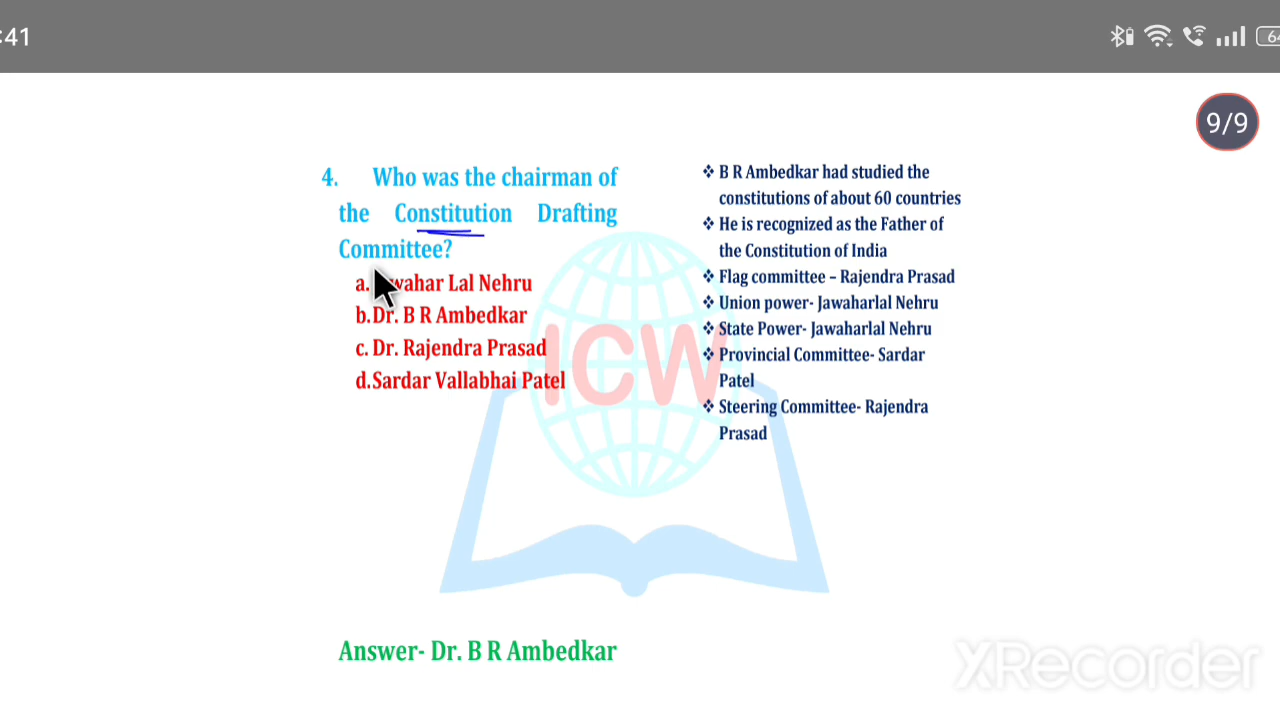 :41
9/9
4. Who was the chairman of
the Constitution Drafting
Committee?
a. Jawahar Lal Nehru
b. Dr. B R Ambedkar
c. Dr. Rajendra Prasad
d. Sardar Vallabhai Patel
❖ B R Ambedkar had studied the
constitutions of about 60 countries
❖ He is recognized as the Father of
the Constitution of India
❖ Flag committee – Rajendra Prasad
❖ Union power- Jawaharlal Nehru
❖ State Power- Jawaharlal Nehru
❖ Provincial Committee- Sardar
Patel
❖ Steering Committee- Rajendra
Prasad
ICW
Answer- Dr. B R Ambedkar
XRecorder